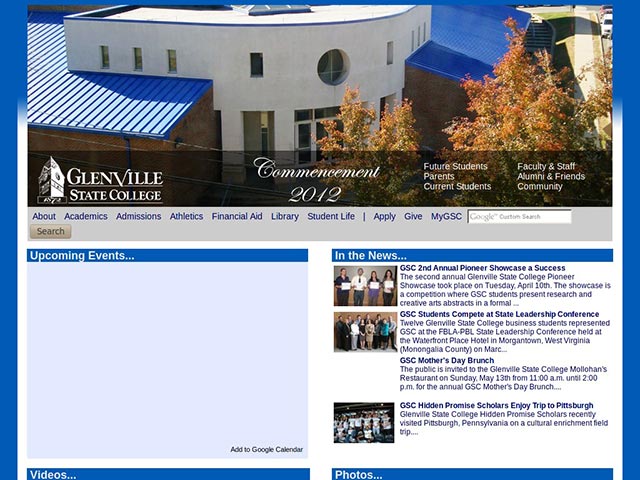 GLENVILLE
STATE COLLEGE
1872
Commencement
2012
Future Students
Parents
Current Students
Faculty & Staff
Alumni & Friends
Community
About Academics Admissions Athletics Financial Aid Library Student Life | Apply Give MyGSC Google™ Custom Search
Search
Upcoming Events...
Add to Google Calendar
In the News...
GSC 2nd Annual Pioneer Showcase a Success
The second annual Glenville State College Pioneer
Showcase took place on Tuesday, April 10th. The showcase is
a competition where GSC students present research and
creative arts abstracts in a formal ...
GSC Students Compete at State Leadership Conference
Twelve Glenville State College business students represented
GSC at the FBLA-PBL State Leadership Conference held at
the Waterfront Place Hotel in Morgantown, West Virginia
(Monongalia County) on Marc...
GSC Mother's Day Brunch
The public is invited to the Glenville State College Mollohan's
Restaurant on Sunday, May 13th from 11:00 a.m. until 2:00
p.m. for the annual GSC Mother's Day Brunch....
GSC Hidden Promise Scholars Enjoy Trip to Pittsburgh
Glenville State College Hidden Promise Scholars recently
visited Pittsburgh, Pennsylvania on a cultural enrichment field
trip....
Videos...
Photos...